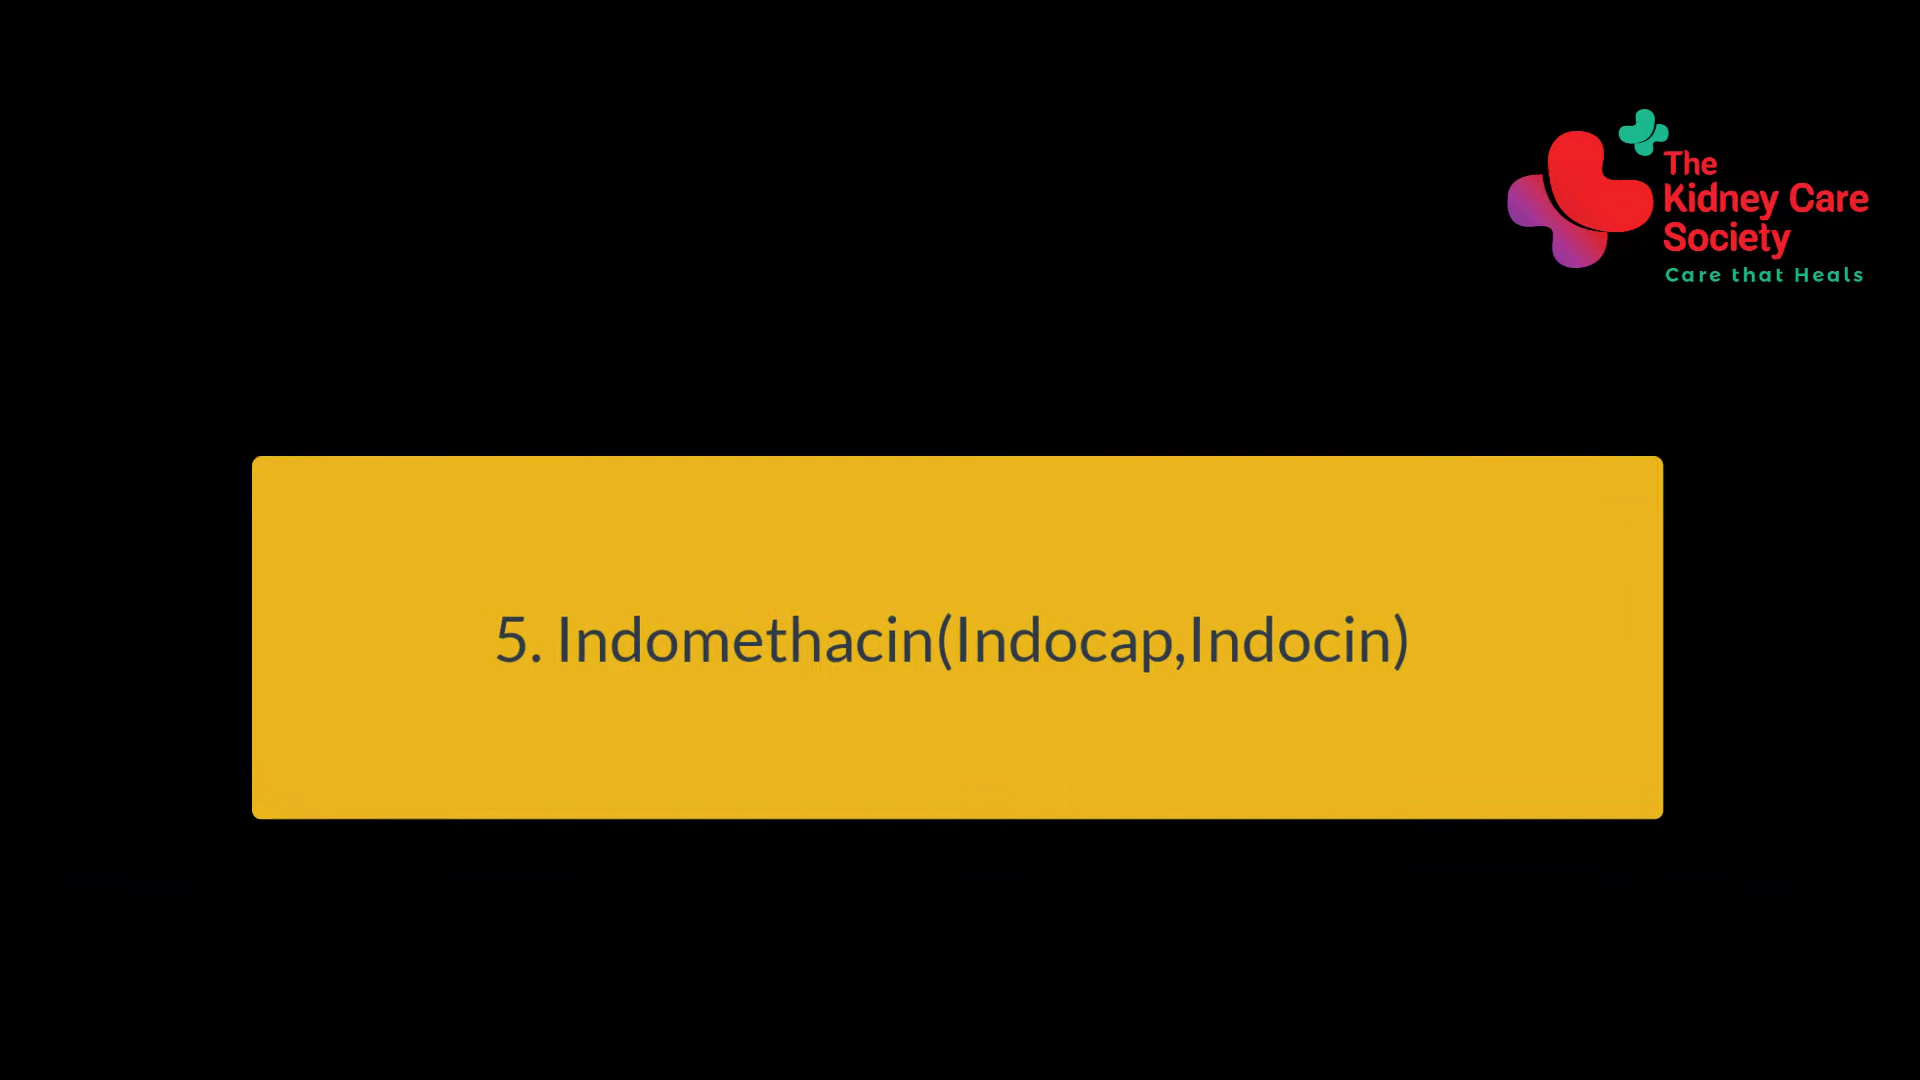 The
Kidney Care
Society
Care that Heals
5. Indomethacin(Indocap,Indocin)